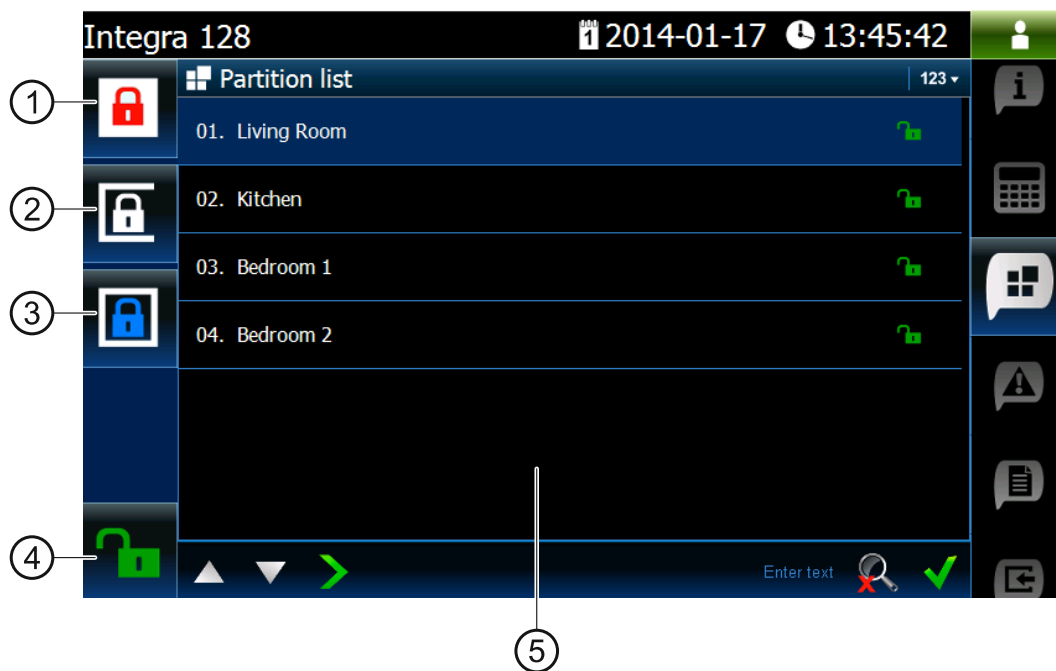 Integra 128
1 2014-01-17 13:45:42
1
Partition list
123
01. Living Room
2
02. Kitchen
03. Bedroom 1
3
04. Bedroom 2
4
Enter text
5